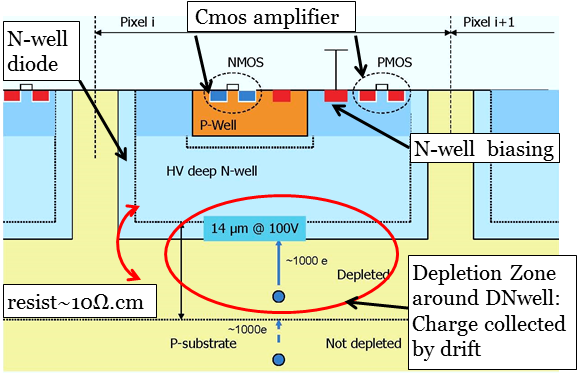 Pixel i
Cmos amplifier
Pixel i+1
N-well
diode
NMOS
PMOS
P-Well
N-well biasing
HV deep N-well
14 µm @ 100V
~1000 e
Depleted
Depletion Zone
around DNwell:
Charge collected
by drift
resist~10Ω.cm
~1000e
P-substrate
Not depleted